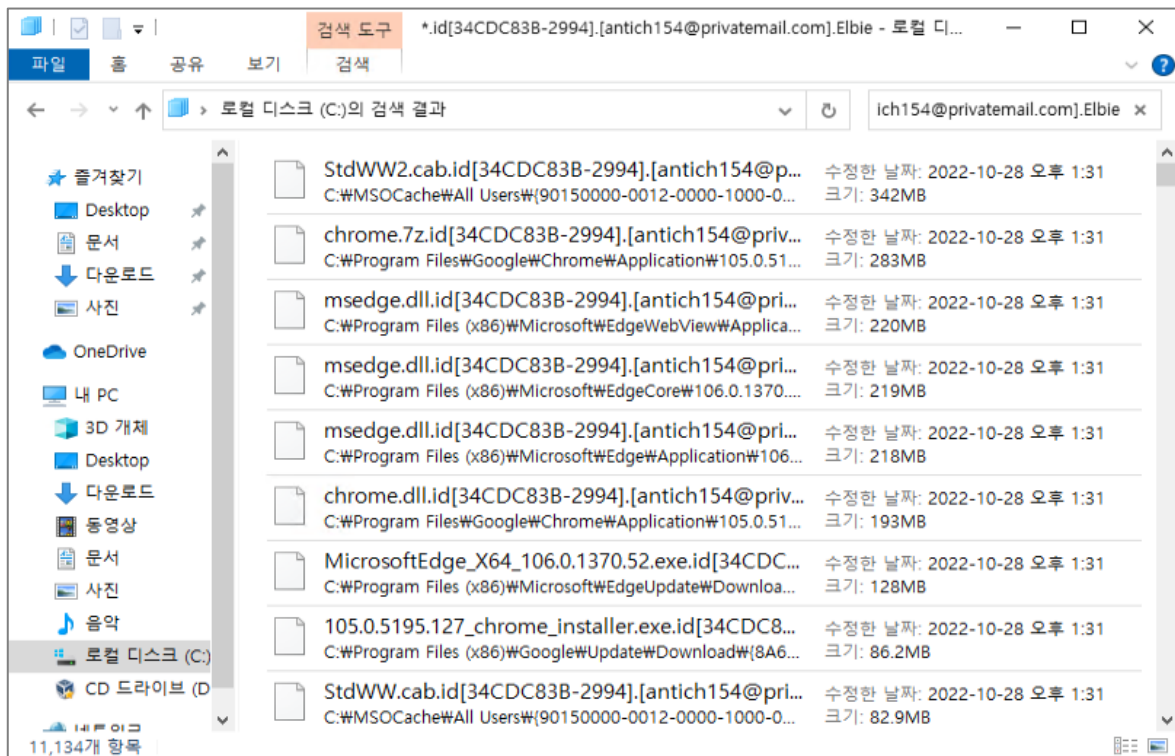 검색 도구
*.id[34CDC83B-2994].[antich154@privatemail.com].Elbie - 로컬 디...
파일 홈 공유 보기 검색
로컬 디스크 (C:)의 검색 결과
ich154@privatemail.com].Elbie
즐겨찾기
Desktop
문서
다운로드
사진
OneDrive
내 PC
3D 개체
Desktop
다운로드
동영상
문서
사진
음악
로컬 디스크 (C:)
CD 드라이브 (D
StdWW2.cab.id[34CDC83B-2994].[antich154@p... 수정한 날짜: 2022-10-28 오후 1:31
C:₩MSOCache₩All Users₩{90150000-0012-0000-1000-0... 크기: 342MB
chrome.7z.id[34CDC83B-2994].[antich154@priv... 수정한 날짜: 2022-10-28 오후 1:31
C:₩Program Files₩Google₩Chrome₩Application₩105.0.51... 크기: 283MB
msedge.dll.id[34CDC83B-2994].[antich154@pri... 수정한 날짜: 2022-10-28 오후 1:31
C:₩Program Files (x86)₩Microsoft₩EdgeWebView₩Applica... 크기: 220MB
msedge.dll.id[34CDC83B-2994].[antich154@pri... 수정한 날짜: 2022-10-28 오후 1:31
C:₩Program Files (x86)₩Microsoft₩EdgeCore₩106.0.1370.... 크기: 219MB
msedge.dll.id[34CDC83B-2994].[antich154@pri... 수정한 날짜: 2022-10-28 오후 1:31
C:₩Program Files (x86)₩Microsoft₩Edge₩Application₩106... 크기: 218MB
chrome.dll.id[34CDC83B-2994].[antich154@priv... 수정한 날짜: 2022-10-28 오후 1:31
C:₩Program Files₩Google₩Chrome₩Application₩105.0.51... 크기: 193MB
MicrosoftEdge_X64_106.0.1370.52.exe.id[34CDC... 수정한 날짜: 2022-10-28 오후 1:31
C:₩Program Files (x86)₩Microsoft₩EdgeUpdate₩Downloa... 크기: 128MB
105.0.5195.127_chrome_installer.exe.id[34CDC8... 수정한 날짜: 2022-10-28 오후 1:31
C:₩Program Files (x86)₩Google₩Update₩Download₩{8A6... 크기: 86.2MB
StdWW.cab.id[34CDC83B-2994].[antich154@pri... 수정한 날짜: 2022-10-28 오후 1:31
C:₩MSOCache₩All Users₩{90150000-0012-0000-1000-0... 크기: 82.9MB
11,134개 항목